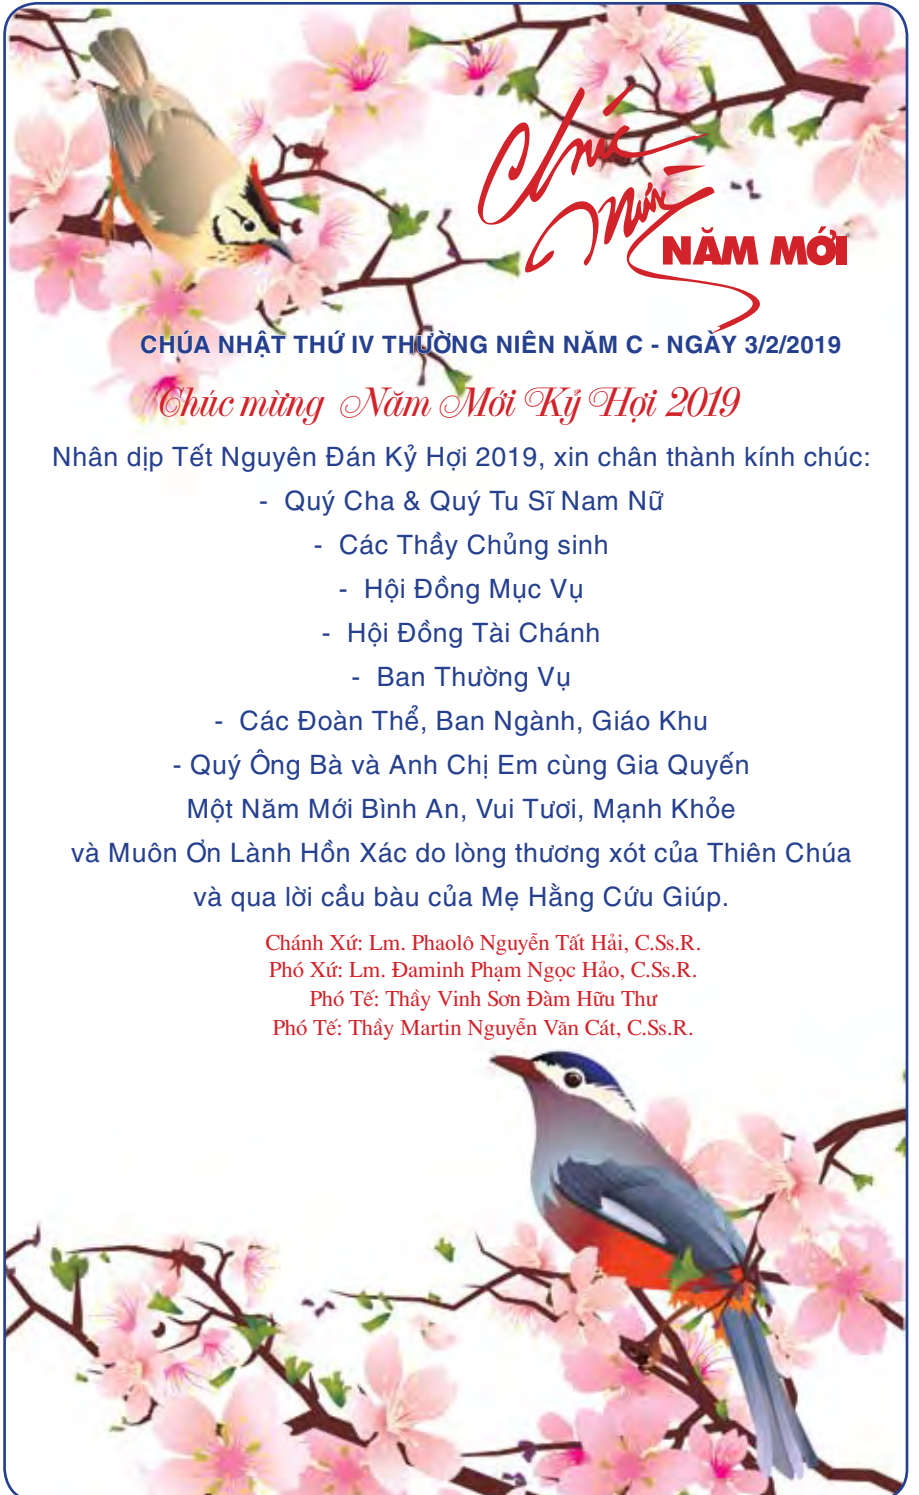 Chúc
Mừng
NĂM MỚI
CHÚA NHẬT THỨ IV THƯỜNG NIÊN NĂM C - NGÀY 3/2/2019
Chúc mừng Năm Mới Kỷ Hợi 2019
Nhân dịp Tết Nguyên Đán Kỷ Hợi 2019, xin chân thành kính chúc:
- Quý Cha & Quý Tu Sĩ Nam Nữ
- Các Thầy Chủng sinh
- Hội Đồng Mục Vụ
- Hội Đồng Tài Chánh
- Ban Thường Vụ
- Các Đoàn Thể, Ban Ngành, Giáo Khu
- Quý Ông Bà và Anh Chị Em cùng Gia Quyến
Một Năm Mới Bình An, Vui Tươi, Mạnh Khỏe
và Muôn Ơn Lành Hồn Xác do lòng thương xót của Thiên Chúa
và qua lời cầu bàu của Mẹ Hằng Cứu Giúp.
Chánh Xứ: Lm. Phaolô Nguyễn Tất Hải, C.Ss.R.
Phó Xứ: Lm. Đaminh Phạm Ngọc Hảo, C.Ss.R.
Phó Tế: Thầy Vinh Sơn Đàm Hữu Thư
Phó Tế: Thầy Martin Nguyễn Văn Cát, C.Ss.R.